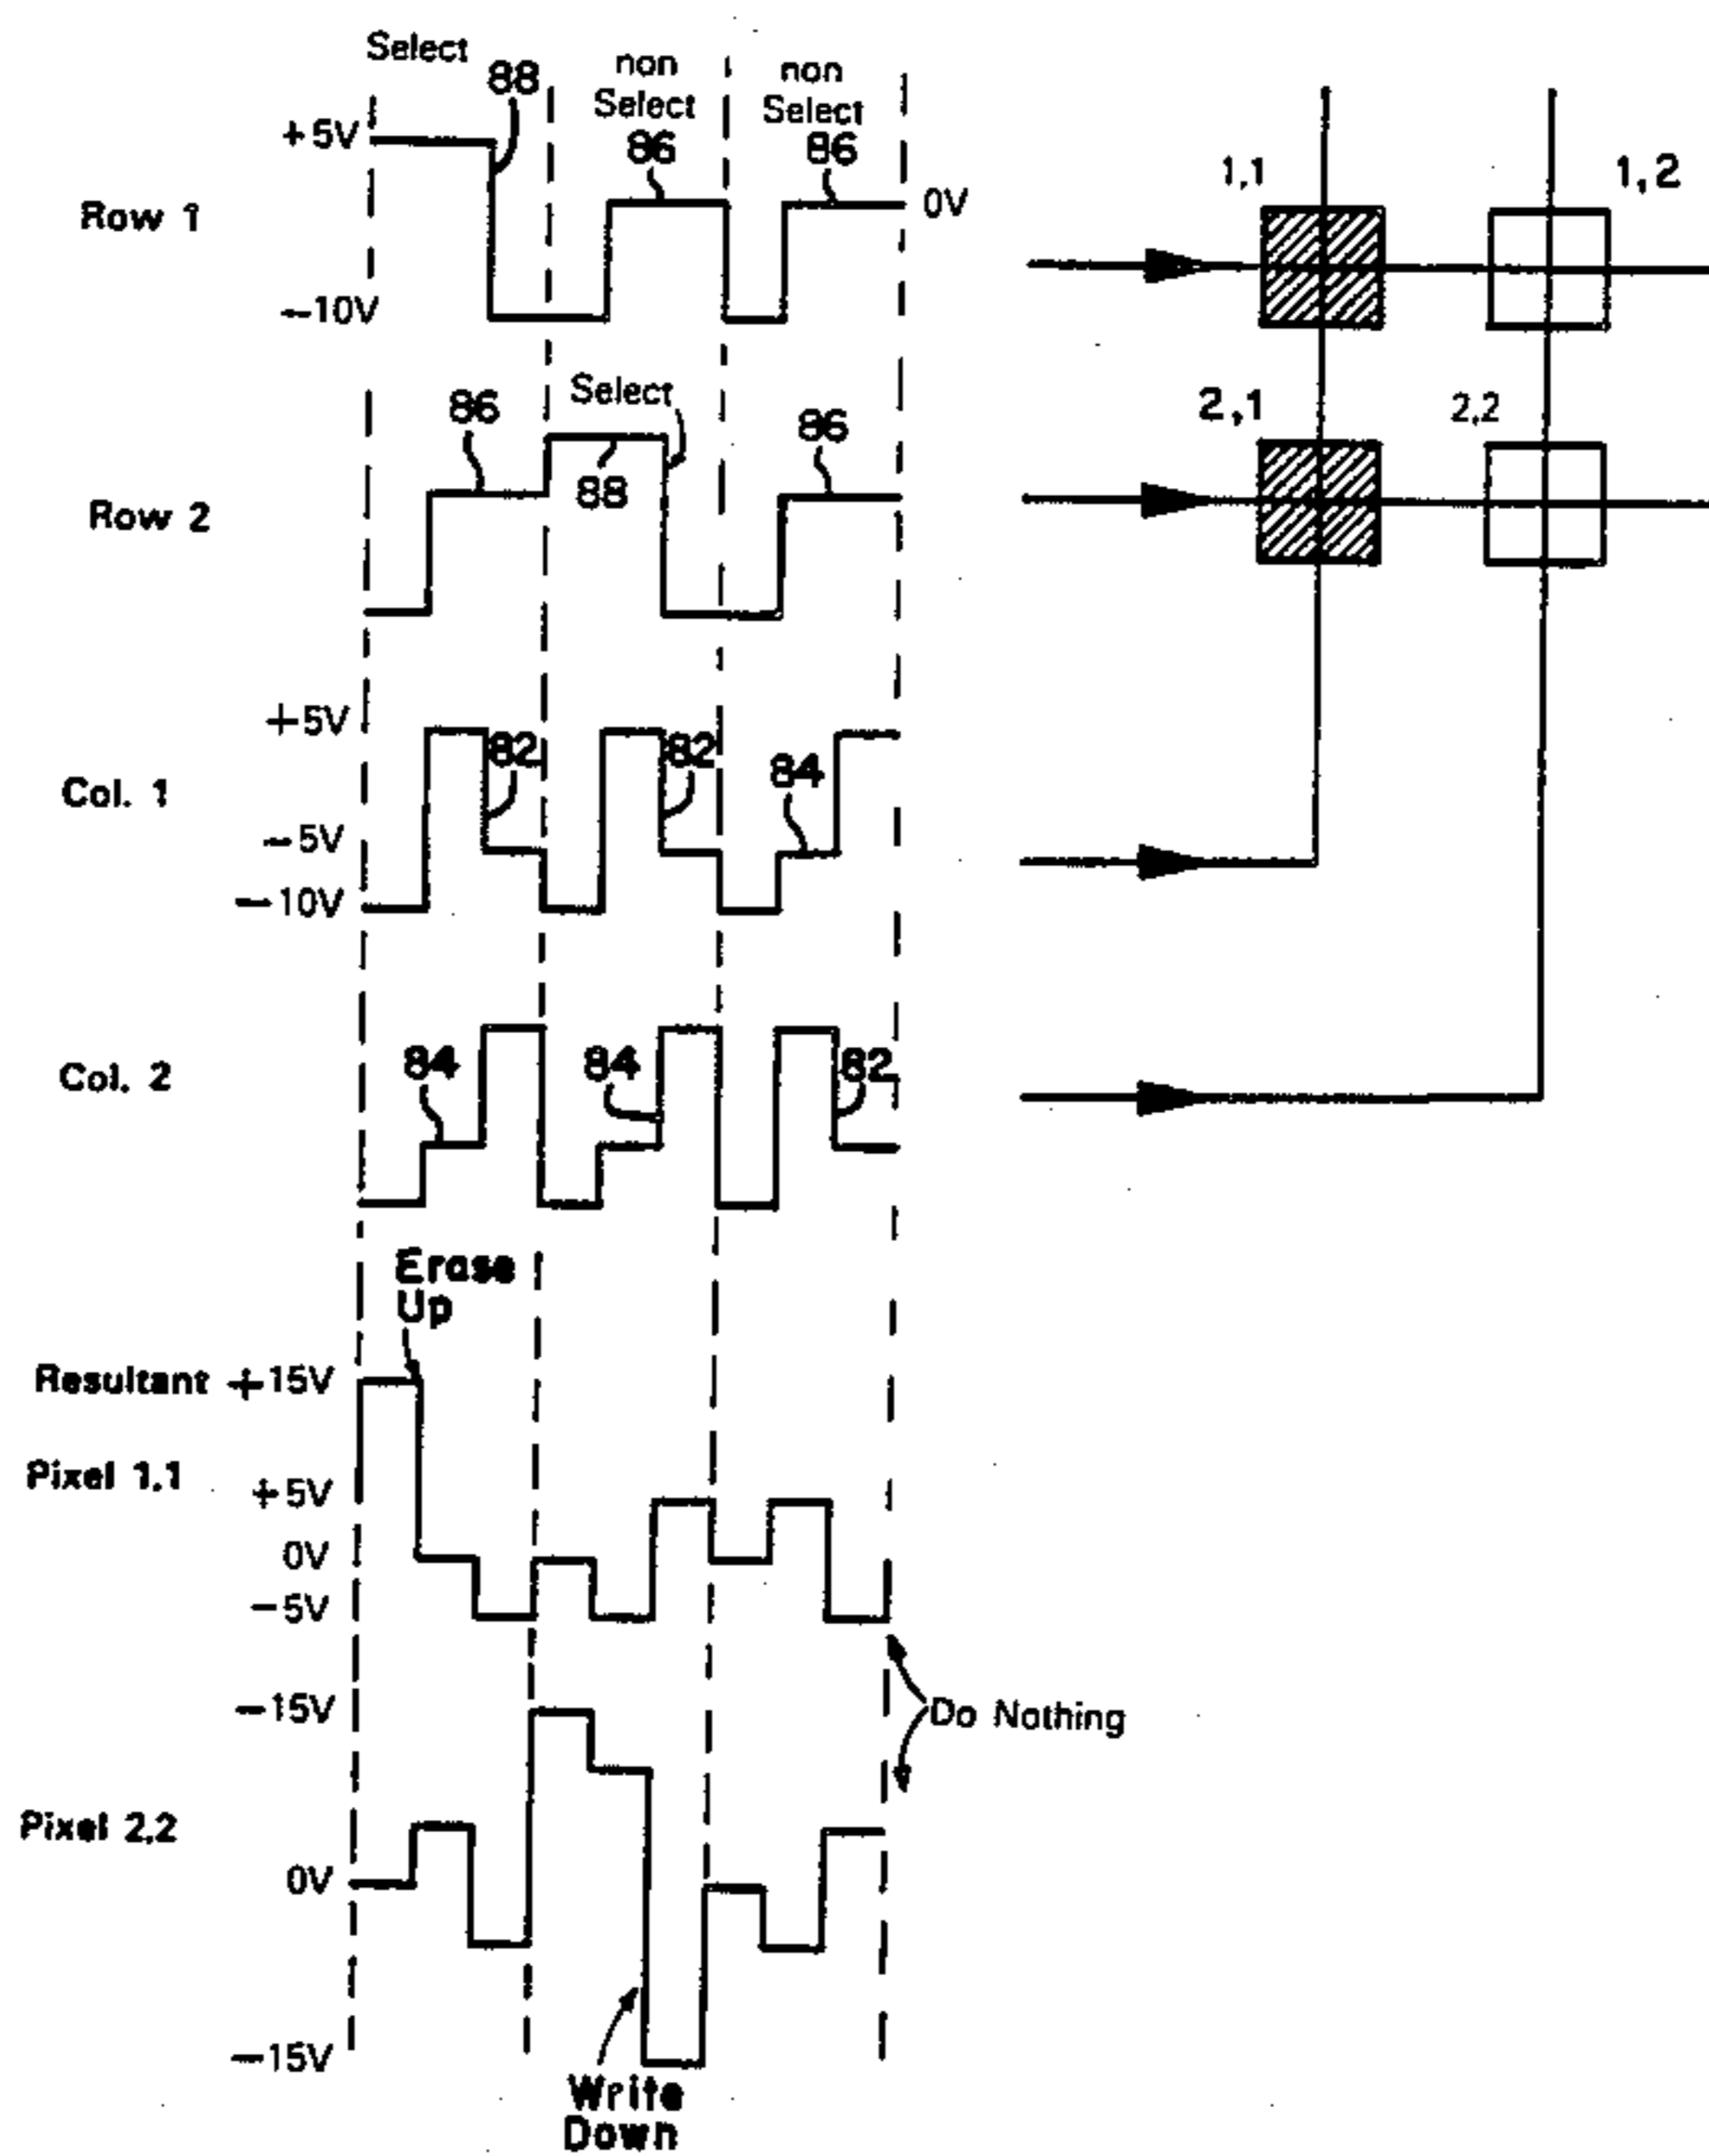 Select
88
non
Select
86
non
Select
86
+5V
Row 1
0V
-10V
1,1
1,2
86
Select
88
86
Row 2
2,1
2,2
+5V
82
82
84
Col. 1
-5V
-10V
84
84
82
Col. 2
Erase
Up
Resultant +15V
Pixel 1,1
+5V
0V
-5V
-15V
Do Nothing
Pixel 2,2
0V
-15V
Write
Down